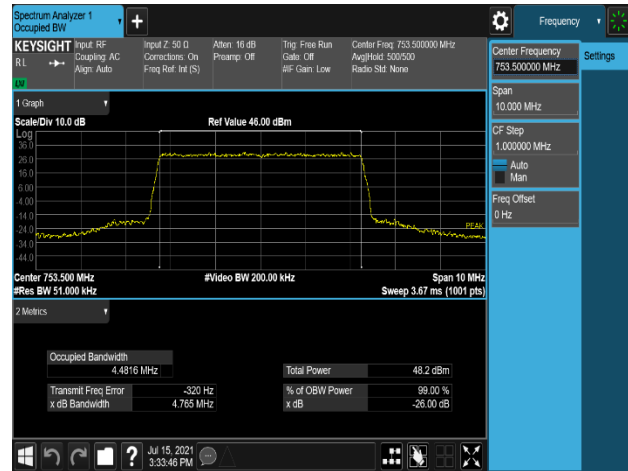 Spectrum Analyzer 1
Occupied BW
Frequency
KEYSIGHT
R L
Input: RF
Coupling: AC
Align: Auto
Input Z: 50 Ω
Corrections: On
Freq Ref: Int (S)
Atten: 16 dB
Preamp: Off
Trig: Free Run
Gate: Off
#IF Gain: Low
Center Freq: 753.500000 MHz
Avg|Hold: 500/500
Radio Std: None
Center Frequency
753.500000 MHz
Settings
Span
10.000 MHz
CF Step
1.000000 MHz
Auto
Man
Freq Offset
0 Hz
1 Graph
Scale/Div 10.0 dB
Ref Value 46.00 dBm
Log
36.0
26.0
16.0
6.00
-4.00
-14.0
-24.0
-34.0
-44.0
PEAK
Center 753.500 MHz
#Video BW 200.00 kHz
Span 10 MHz
#Res BW 51.000 kHz
Sweep 3.67 ms (1001 pts)
2 Metrics
Occupied Bandwidth
4.4816 MHz
Total Power
48.2 dBm
Transmit Freq Error
-320 Hz
% of OBW Power
99.00 %
x dB Bandwidth
4.765 MHz
x dB
-26.00 dB
?
Jul 15, 2021
3:33:46 PM